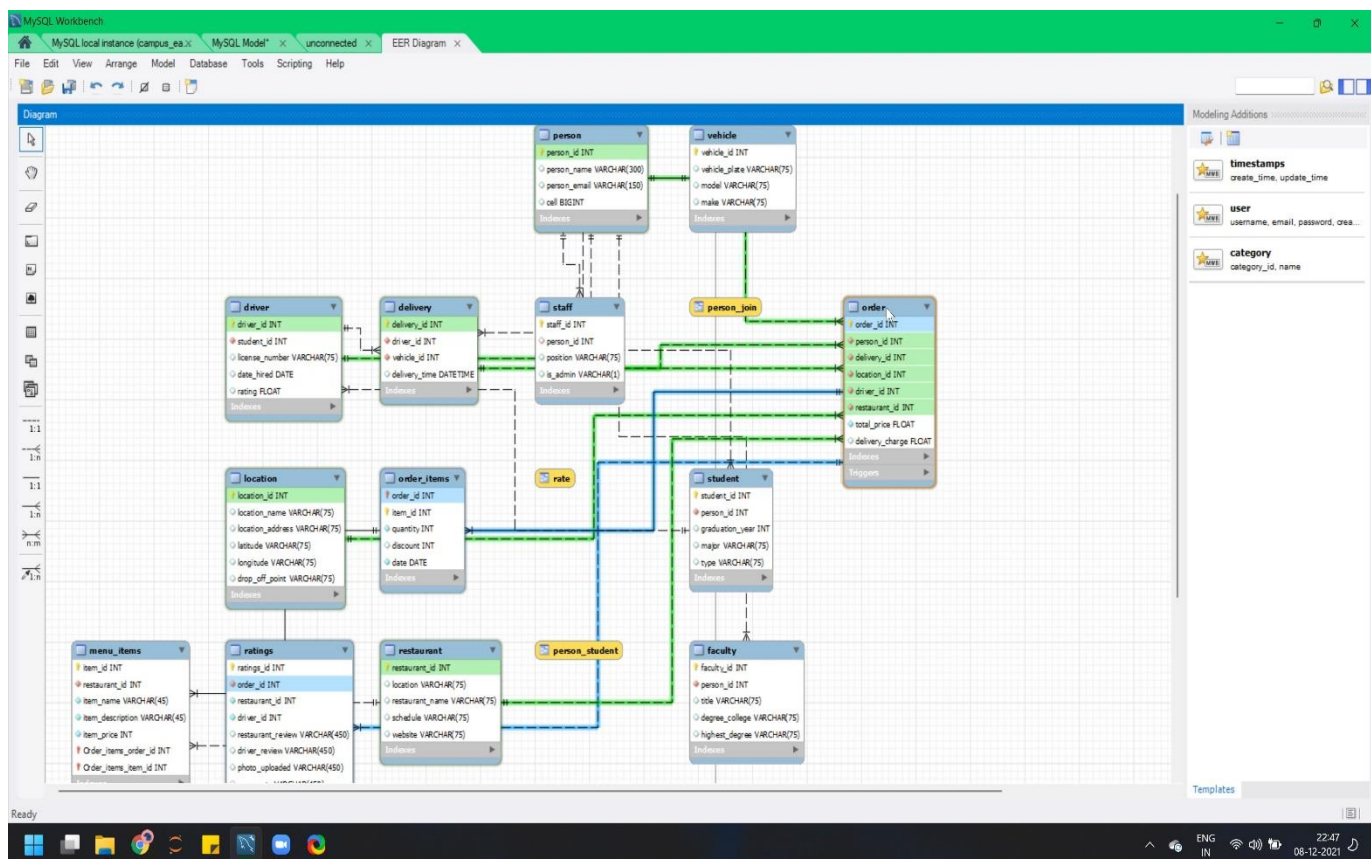 MySQL Workbench
MySQL local instance (campus_ea x
MySQL Model* x
unconnected x
EER Diagram x
File Edit View Arrange Model Database Tools Scripting Help
Diagram
Modeling Additions
timestamps
create_time, update_time
user
username, email, password, crea...
category
category_id, name
person
person_id INT
person_name VARCHAR(300)
person_email VARCHAR(150)
cell BIGINT
Indexes
vehicle
vehicle_id INT
vehicle_plate VARCHAR(75)
model VARCHAR(75)
make VARCHAR(75)
Indexes
driver
driver_id INT
student_id INT
license_number VARCHAR(75)
date_hired DATE
rating FLOAT
Indexes
delivery
delivery_id INT
driver_id INT
vehicle_id INT
delivery_time DATETIME
Indexes
staff
staff_id INT
person_id INT
position VARCHAR(75)
is_admin VARCHAR(1)
Indexes
person_join
order
order_id INT
person_id INT
delivery_id INT
location_id INT
driver_id INT
restaurant_id INT
total_price FLOAT
delivery_charge FLOAT
Indexes
Triggers
1:1
1:n
1:1
1:n
n:m
1:n
location
location_id INT
location_name VARCHAR(75)
location_address VARCHAR(75)
latitude VARCHAR(75)
longitude VARCHAR(75)
drop_off_point VARCHAR(75)
Indexes
order_items
order_id INT
item_id INT
quantity INT
discount INT
date DATE
Indexes
rate
student
student_id INT
person_id INT
graduation_year INT
major VARCHAR(75)
type VARCHAR(75)
Indexes
menu_items
item_id INT
restaurant_id INT
item_name VARCHAR(45)
item_description VARCHAR(45)
item_price INT
Order_items_order_id INT
Order_items_item_id INT
ratings
ratings_id INT
order_id INT
restaurant_id INT
driver_id INT
restaurant_review VARCHAR(450)
driver_review VARCHAR(450)
photo_uploaded VARCHAR(450)
restaurant
restaurant_id INT
location VARCHAR(75)
restaurant_name VARCHAR(75)
schedule VARCHAR(75)
website VARCHAR(75)
Indexes
person_student
faculty
faculty_id INT
person_id INT
title VARCHAR(75)
degree_college VARCHAR(75)
highest_degree VARCHAR(75)
Indexes
Templates
Ready
ENG
IN
22:47
08-12-2021